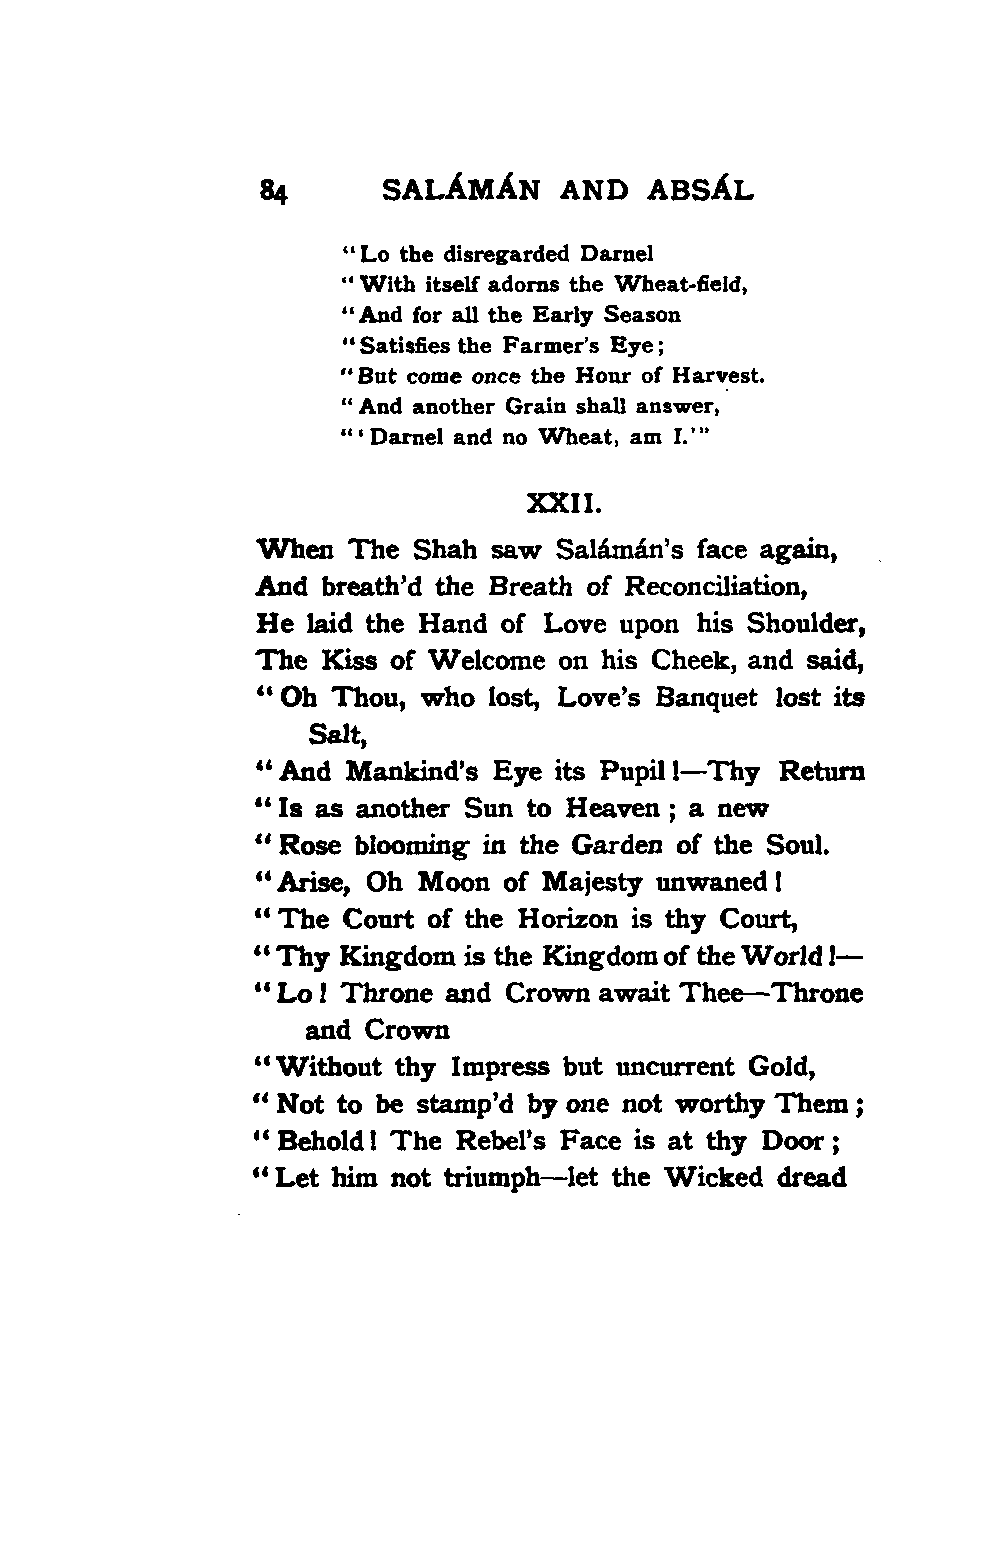 84 SALÁMÁN AND ABSÁL
"Lo the disregarded Darnel
"With itself adorns the Wheat-field,
"And for all the Early Season
"Satisfies the Farmer's Eye;
"But come once the Hour of Harvest.
"And another Grain shall answer,
"'Darnel and no Wheat, am I.'"
XXII.
When The Shah saw Salámán's face again,
And breath'd the Breath of Reconciliation,
He laid the Hand of Love upon his Shoulder,
The Kiss of Welcome on his Cheek, and said,
"Oh Thou, who lost, Love's Banquet lost its
Salt,
"And Mankind's Eye its Pupil!—Thy Return
"Is as another Sun to Heaven; a new
"Rose blooming in the Garden of the Soul.
"Arise, Oh Moon of Majesty unwaned!
"The Court of the Horizon is thy Court,
"Thy Kingdom is the Kingdom of the World!—
"Lo! Throne and Crown await Thee—Throne
and Crown
"Without thy Impress but uncurrent Gold,
"Not to be stamp'd by one not worthy Them;
"Behold! The Rebel's Face is at thy Door;
"Let him not triumph—let the Wicked dread